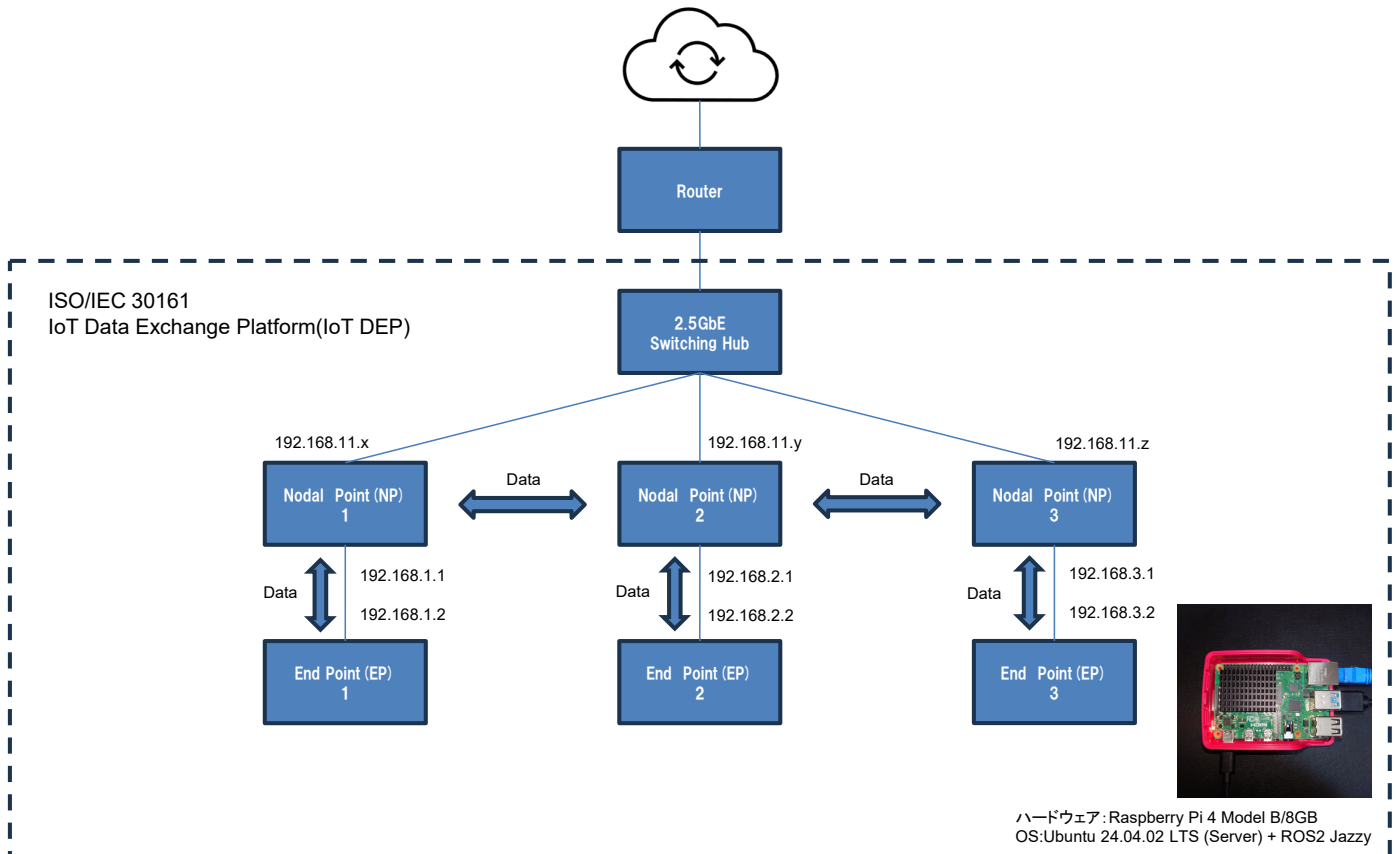 Router
ISO/IEC 30161
IoT Data Exchange Platform(IoT DEP)
2.5GbE
Switching Hub
192.168.11.x
192.168.11.y
192.168.11.z
Nodal Point(NP)
1
Data
Nodal Point(NP)
2
Data
Nodal Point(NP)
3
Data
192.168.1.1
192.168.1.2
Data
192.168.2.1
192.168.2.2
Data
192.168.3.1
192.168.3.2
End Point(EP)
1
End Point(EP)
2
End Point(EP)
3
ハードウェア:Raspberry Pi 4 Model B/8GB
OS:Ubuntu 24.04.02 LTS (Server) + ROS2 Jazzy